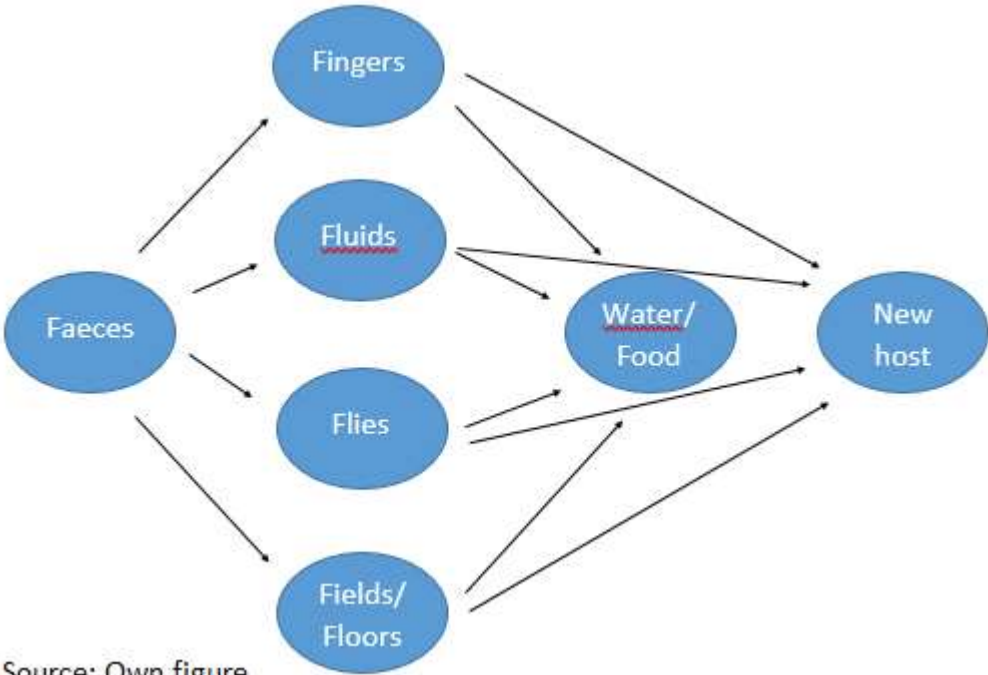 Fingers
Fluids
Faeces
Water/
Food
New
host
Flies
Fields/
Floors
Source: Own figure